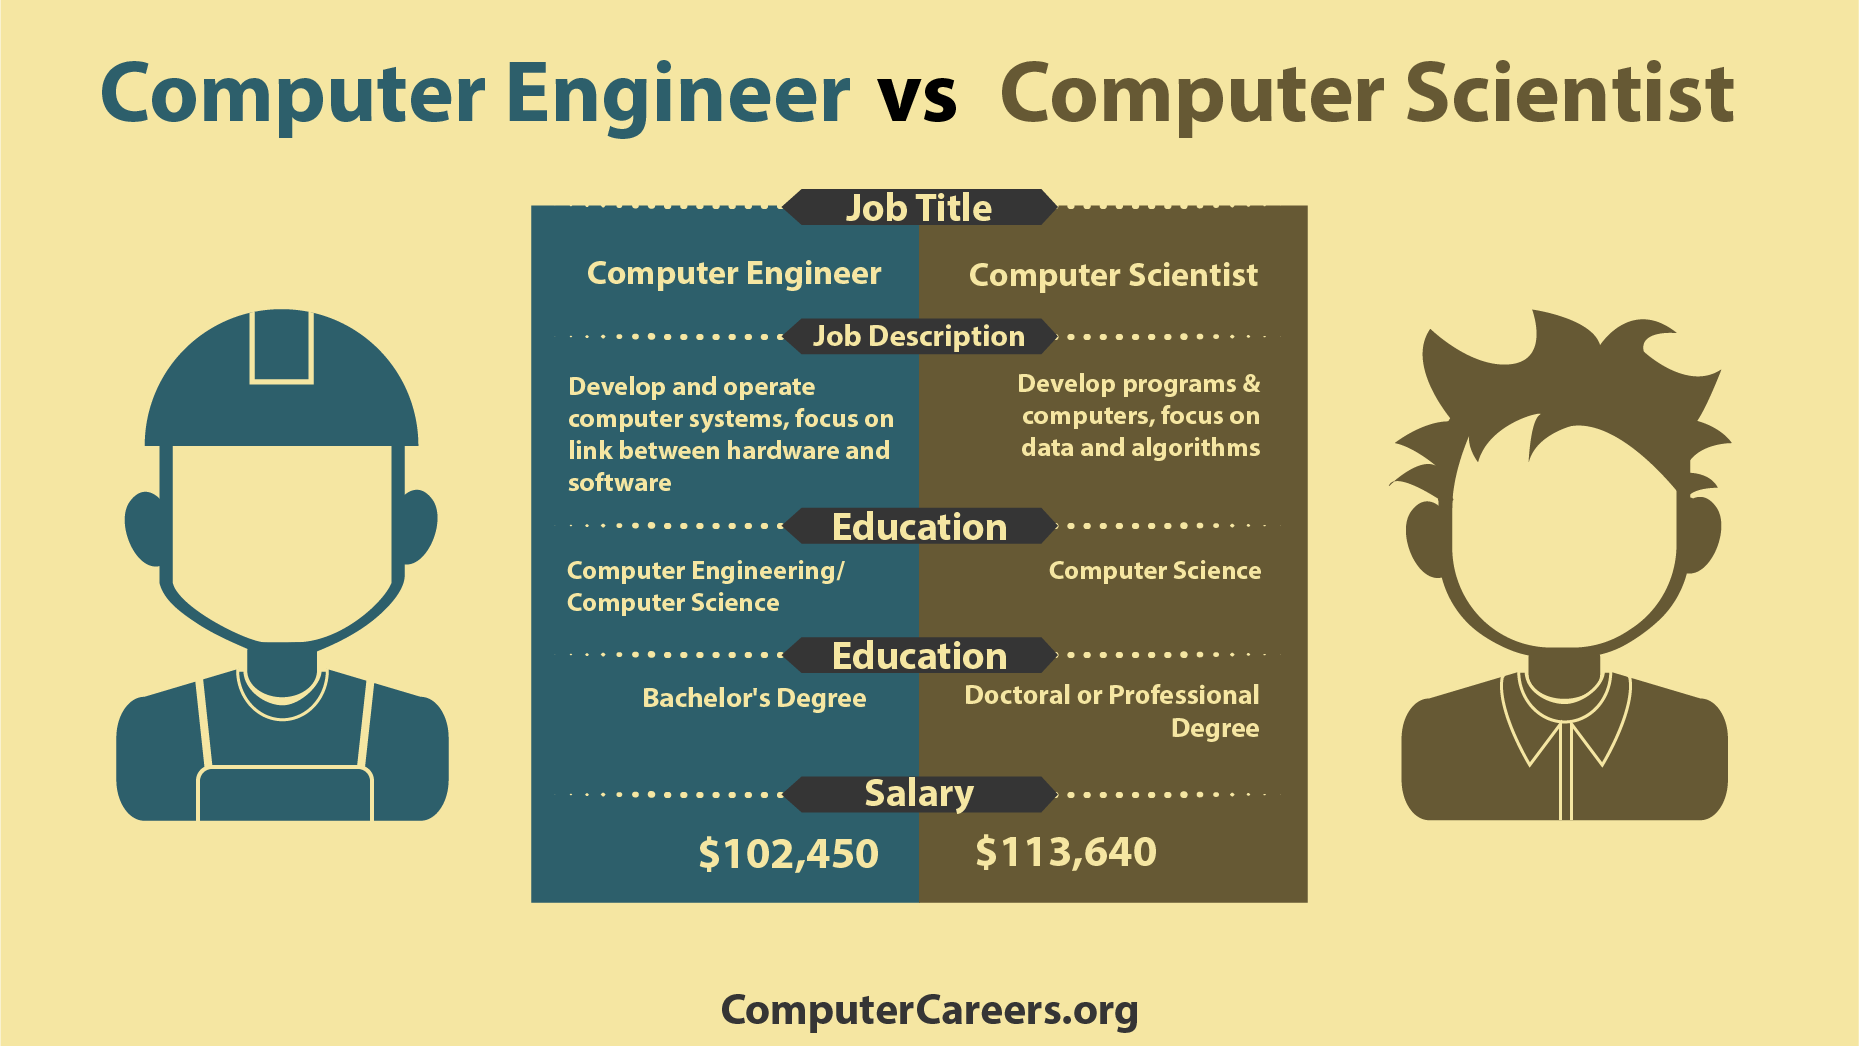 Computer Engineer vs Computer Scientist
Job Title
Computer Engineer
Computer Scientist
Job Description
Develop and operate
computer systems, focus on
link between hardware and
software
Develop programs &
computers, focus on
data and algorithms
Education
Computer Engineering/
Computer Science
Computer Science
Education
Bachelor's Degree
Doctoral or Professional
Degree
Salary
$102,450
$113,640
ComputerCareers.org